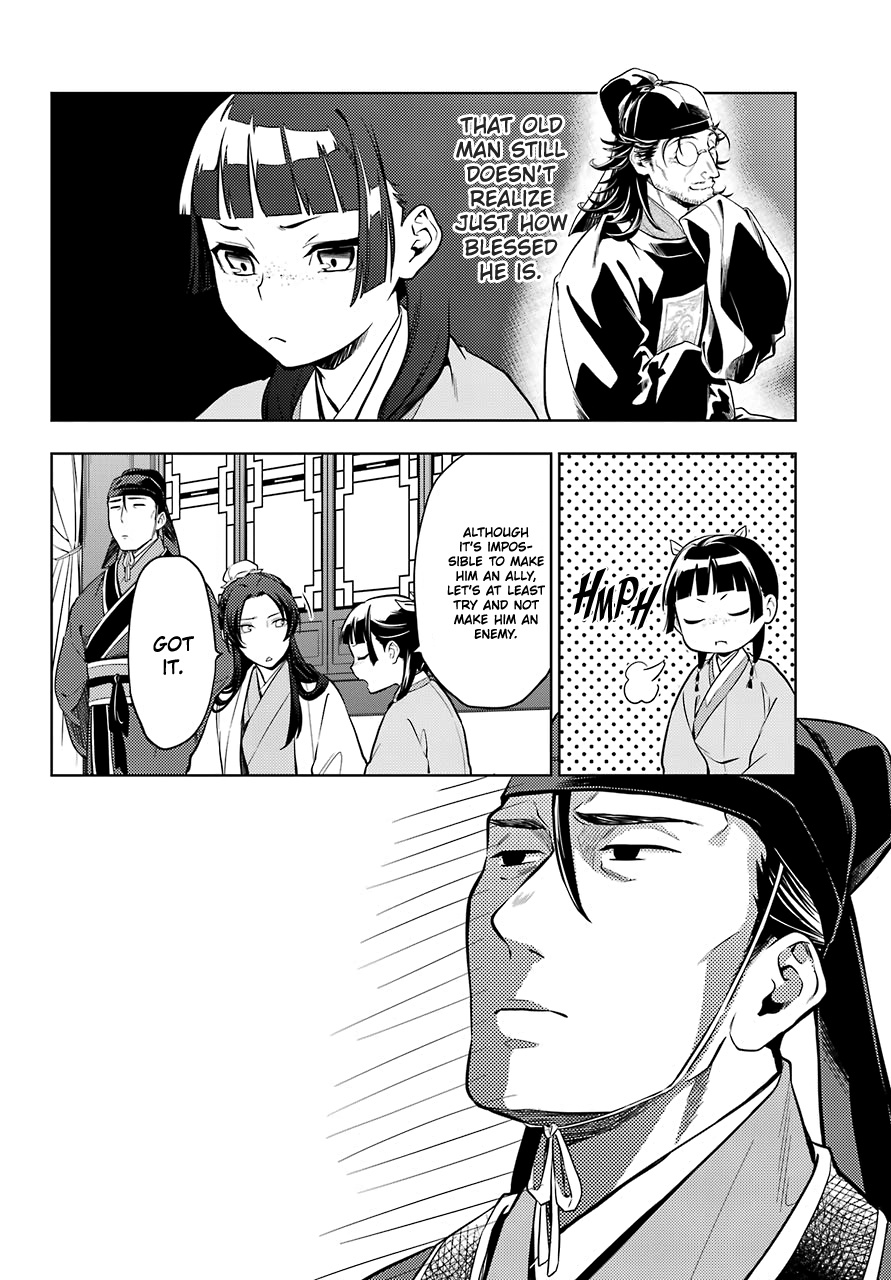 THAT OLD
MAN STILL
DOESN'T
REALIZE
JUST HOW
BLESSED
HE IS.
HMPH
ALTHOUGH
IT'S IMPOS-
SIBLE TO MAKE
HIM AN ALLY,
LET'S AT LEAST
TRY AND NOT
MAKE HIM AN
ENEMY.
GOT
IT.